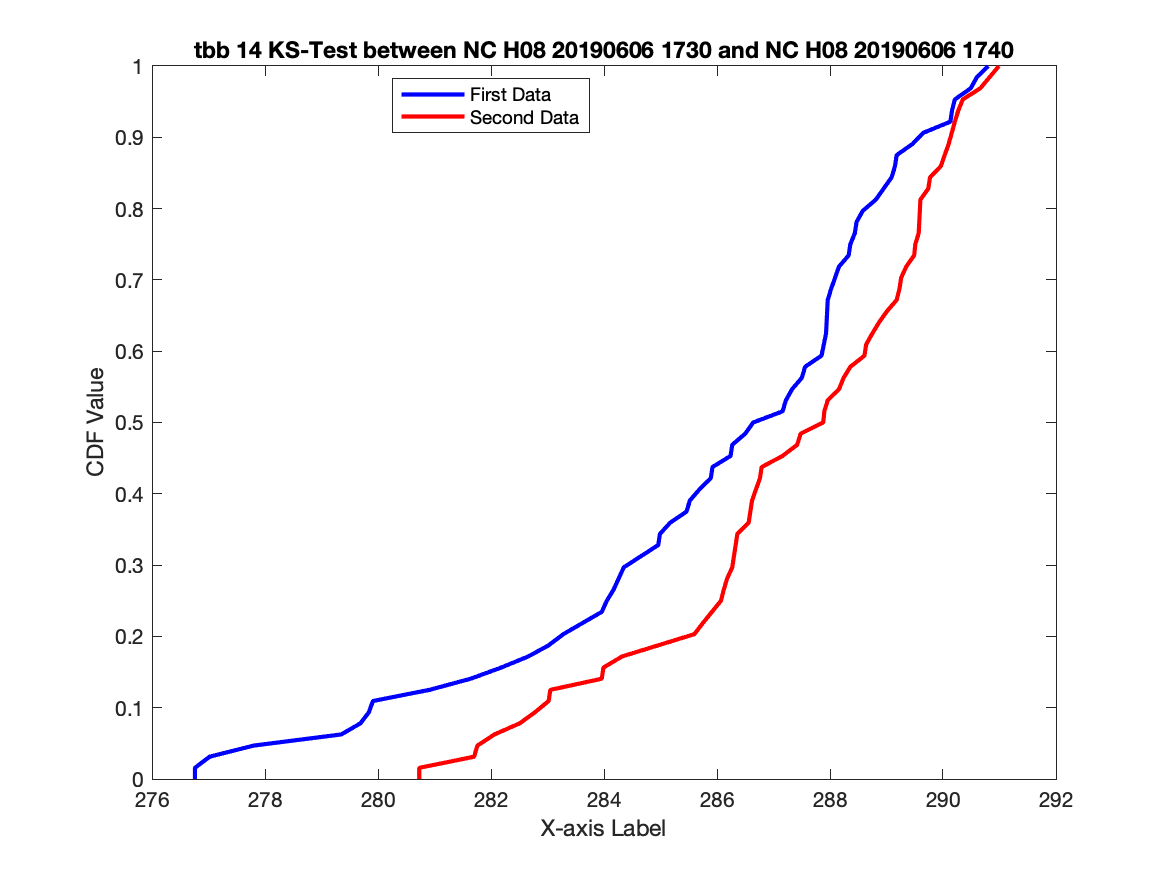 tbb 14 KS-Test between NC H08 20190606 1730 and NC H08 20190606 1740
First Data
Second Data
1
0.9
0.8
0.7
0.6
0.5
0.4
0.3
0.2
0.1
0
CDF Value
276 278 280 282 284 286 288 290 292
X-axis Label